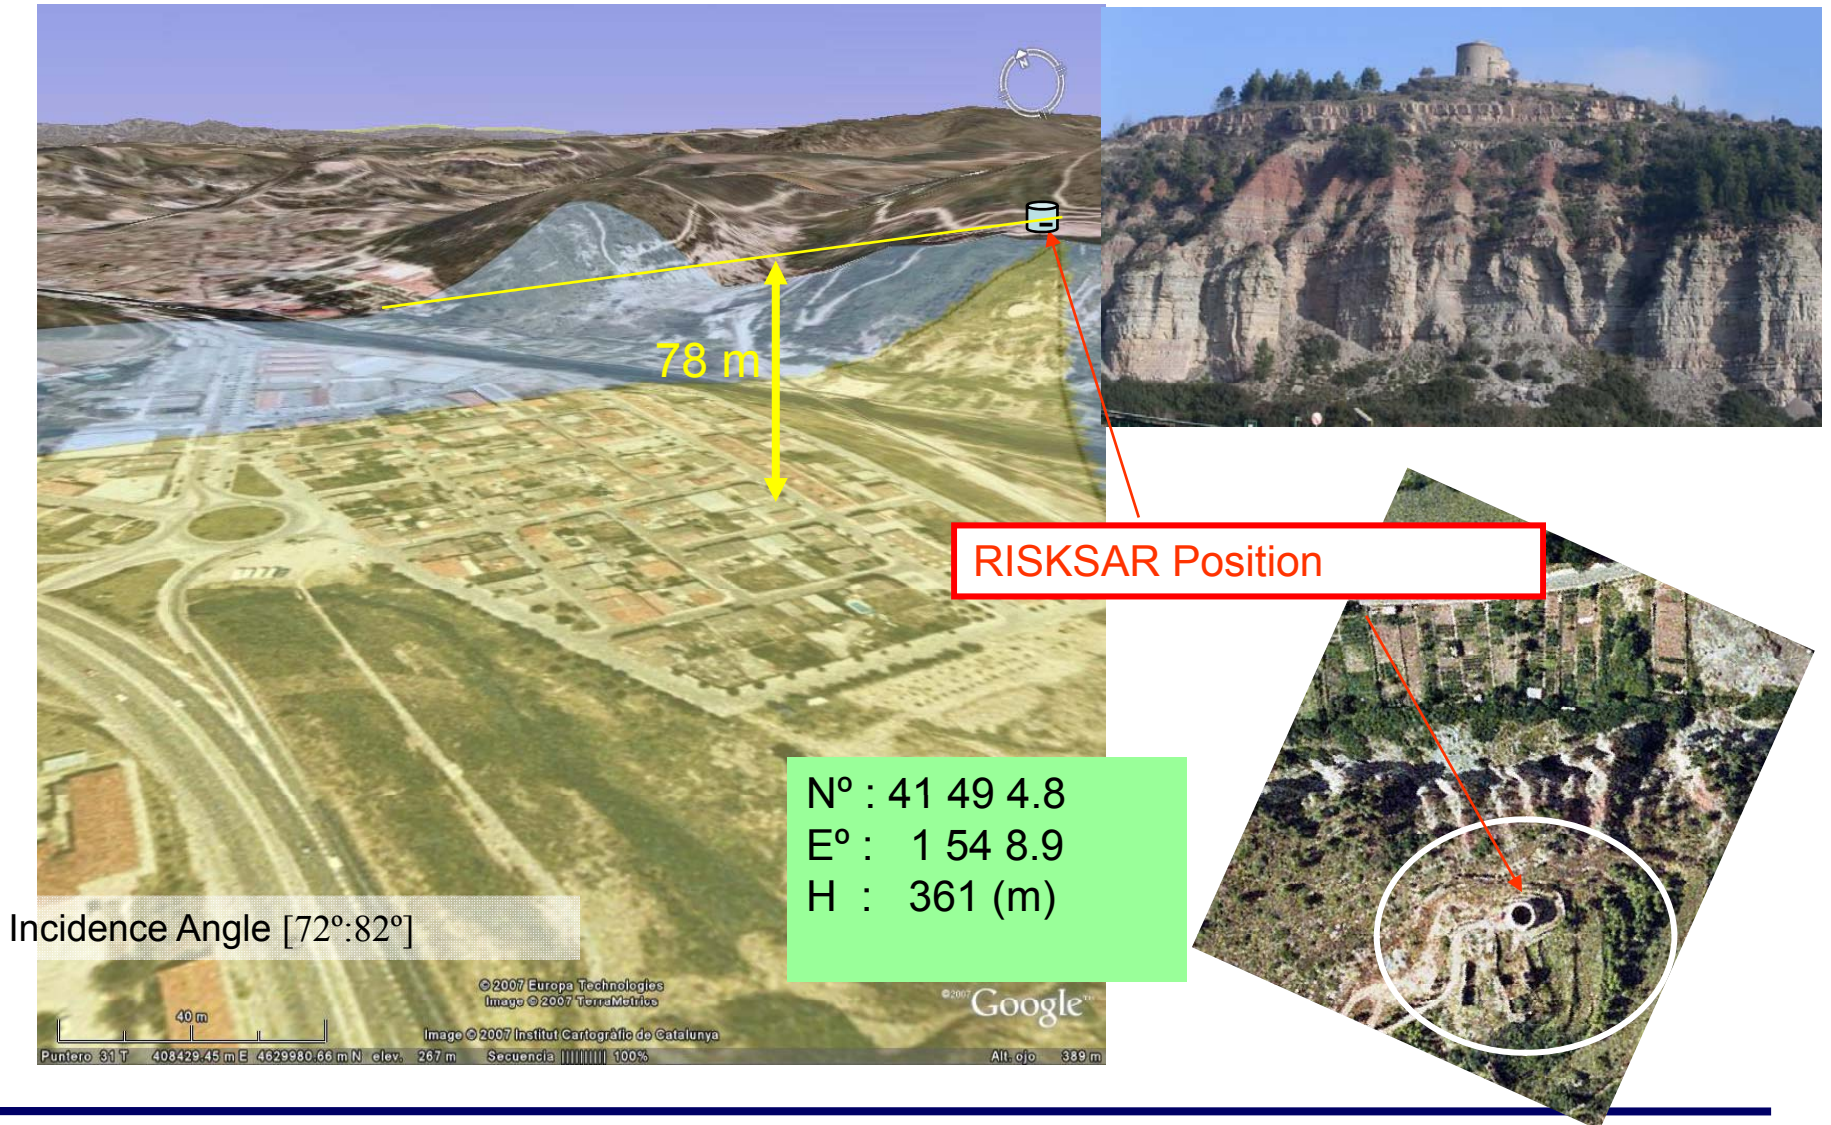 N
78 m
RISKSAR Position
Nº : 41 49 4.8
Eº : 1 54 8.9
H : 361 (m)
Incidence Angle [72º:82º]
© 2007 Europa Technologies
Image © 2007 TerraMetrics
©2007 Google™
40 m
Image © 2007 Institut Cartogràfic de Catalunya
Puntero 31 T 408429.45 m E 4629980.66 m N elev. 267 m Secuencia ||||||||| 100% Alt. ojo 389 m